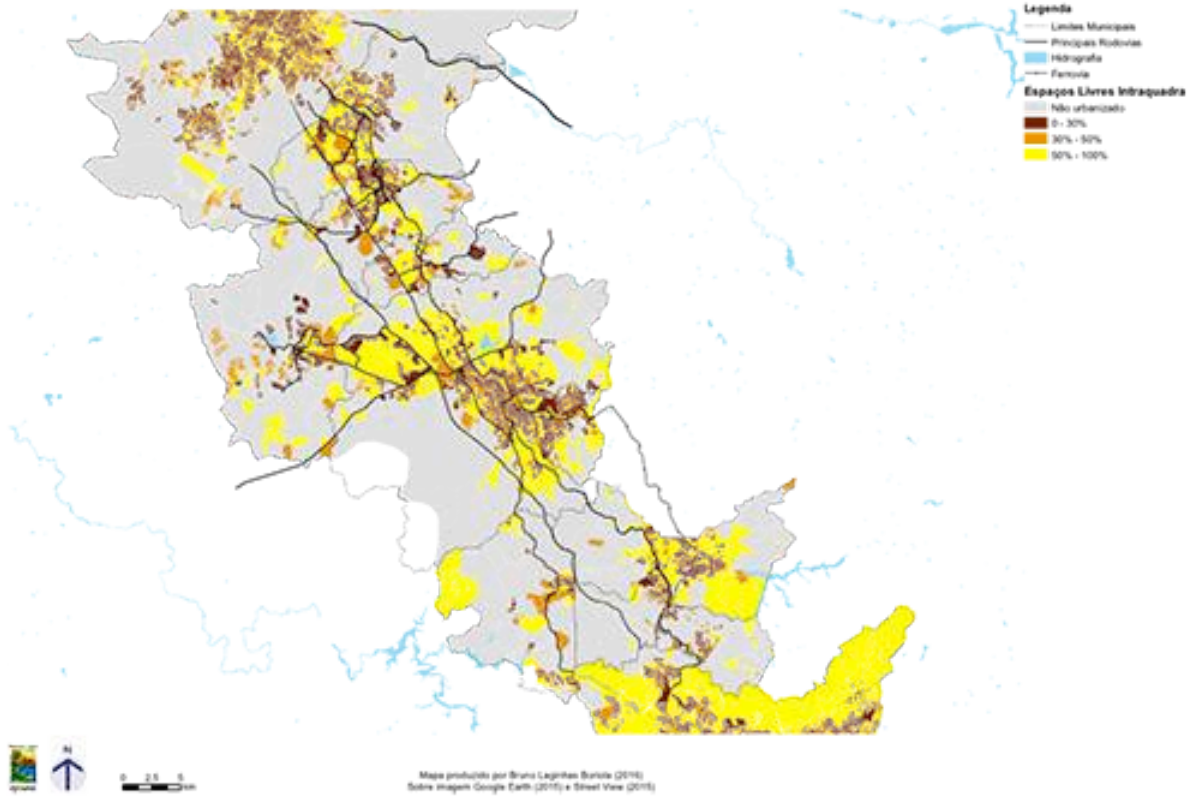 Legenda
Limites Municipais
Principais Rodovias
Hidrografia
Ferrovia
Espaços Livres Intraquadra
Não urbanizado
0 - 30%
30% - 50%
50% - 100%
N
0 2.5 5
km
Mapa produzido por Bruno Laginhas Boriola (2016)
Sobre imagem Google Earth (2015) e Street View (2015)